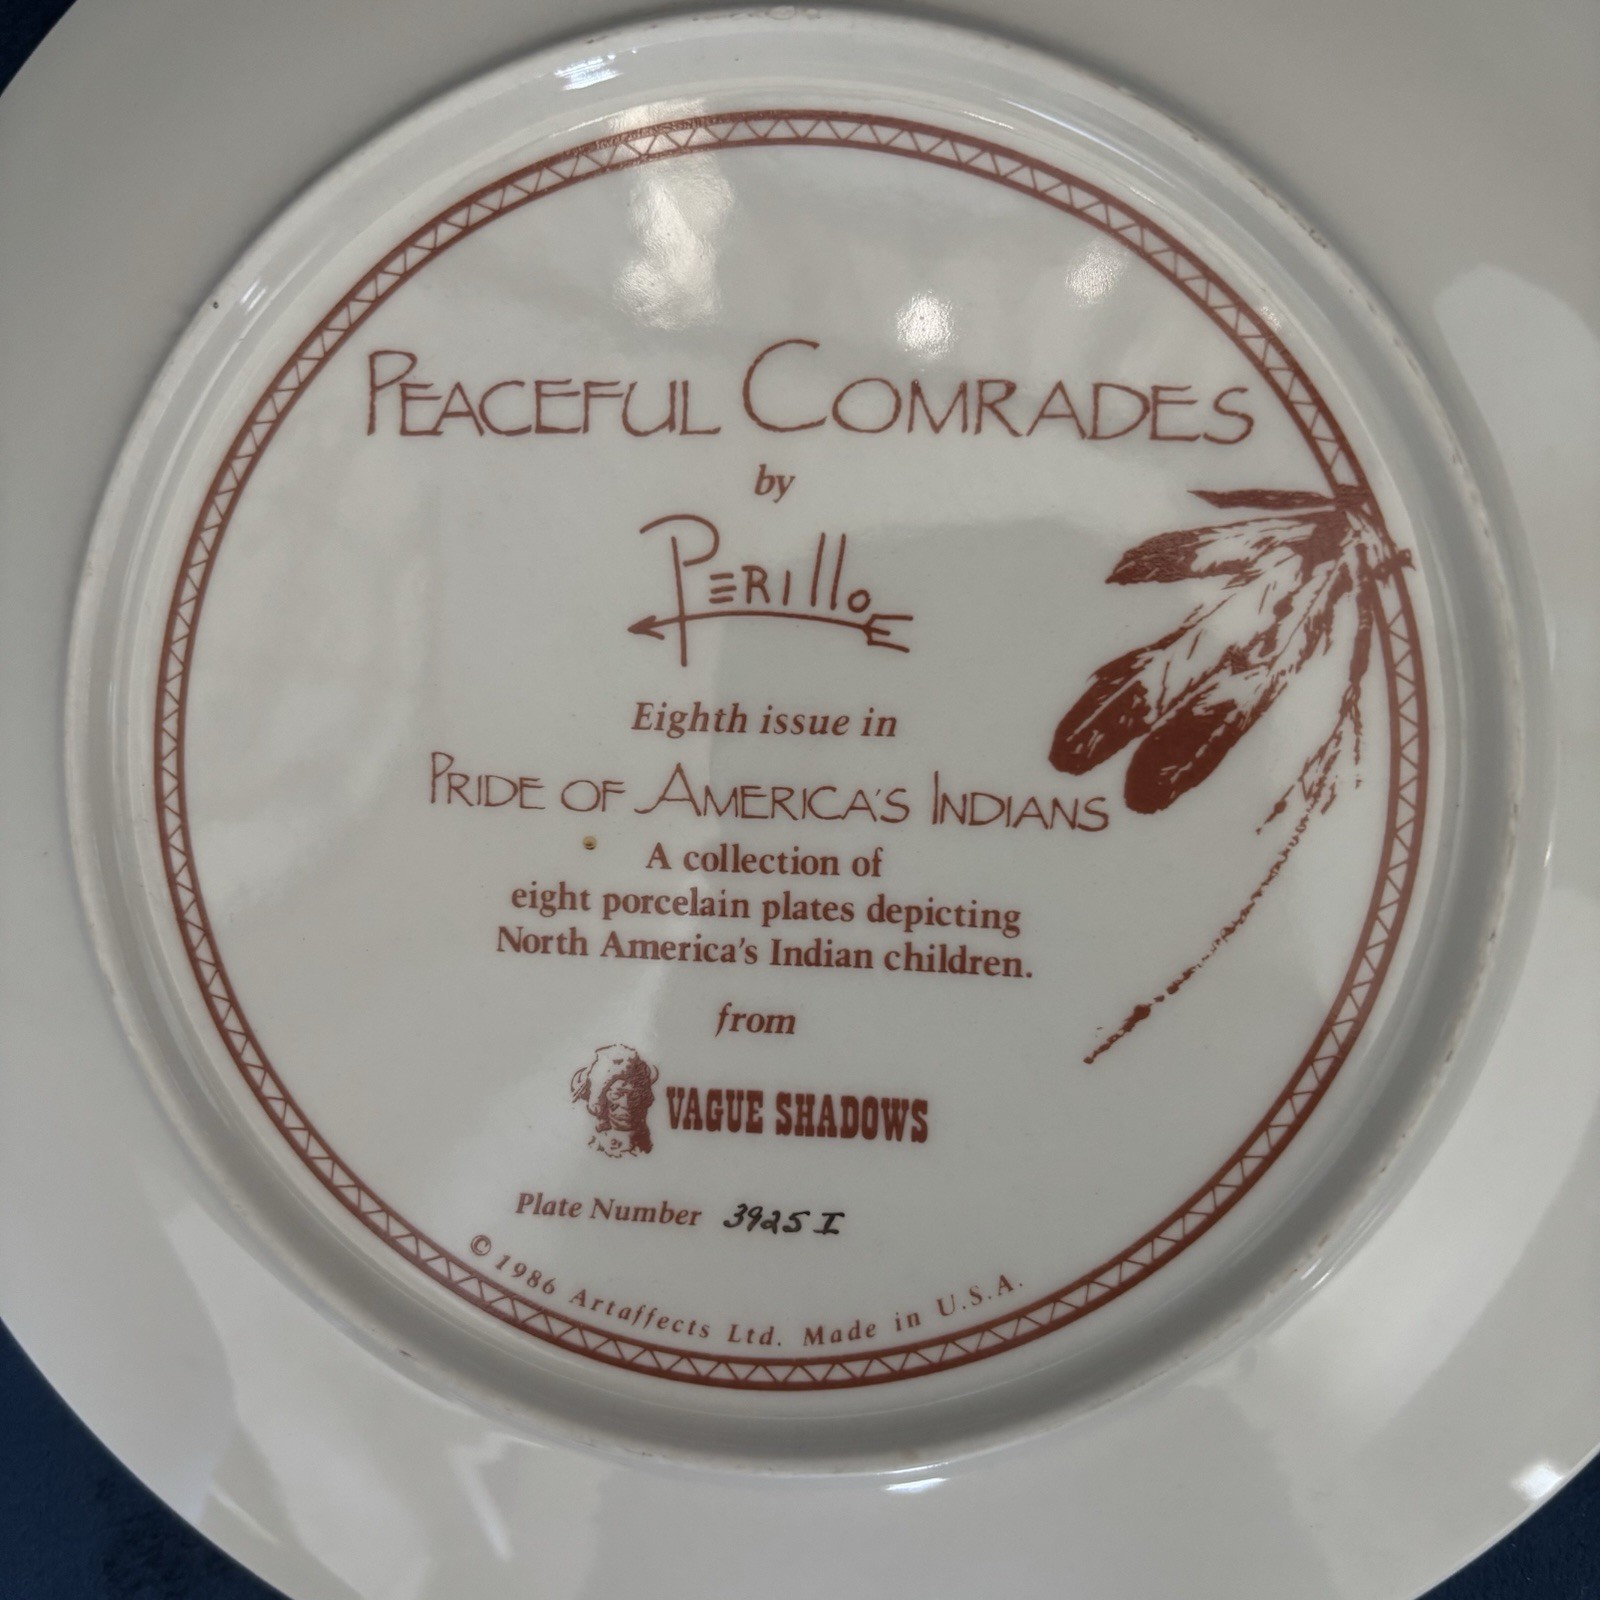 PEACEFUL COMRADES
by
PERillo
Eighth issue in
PRIDE OF AMERICA'S INDIANS
A collection of
eight porcelain plates depicting
North America's Indian children.
from
VAGUE SHADOWS
Plate Number 3925 I
© 1986 Artaffects Ltd. Made in U.S.A.